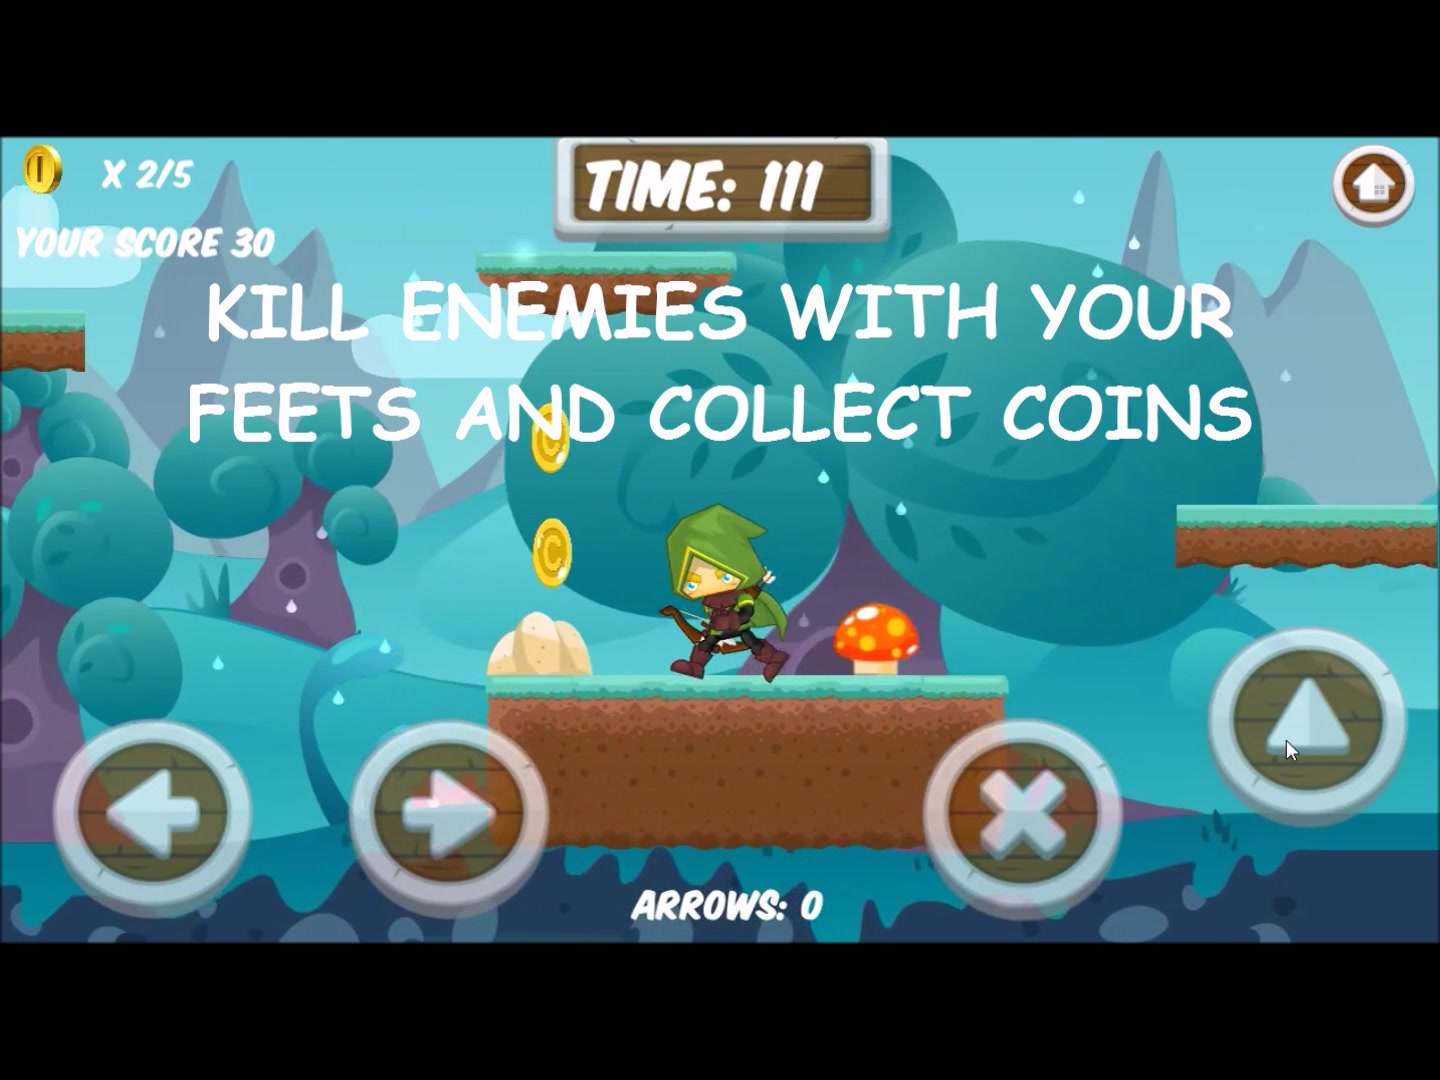 X 2/5
TIME: 111
YOUR SCORE 30
KILL ENEMIES WITH YOUR
FEETS AND COLLECT COINS
C
C
ARROWS: 0